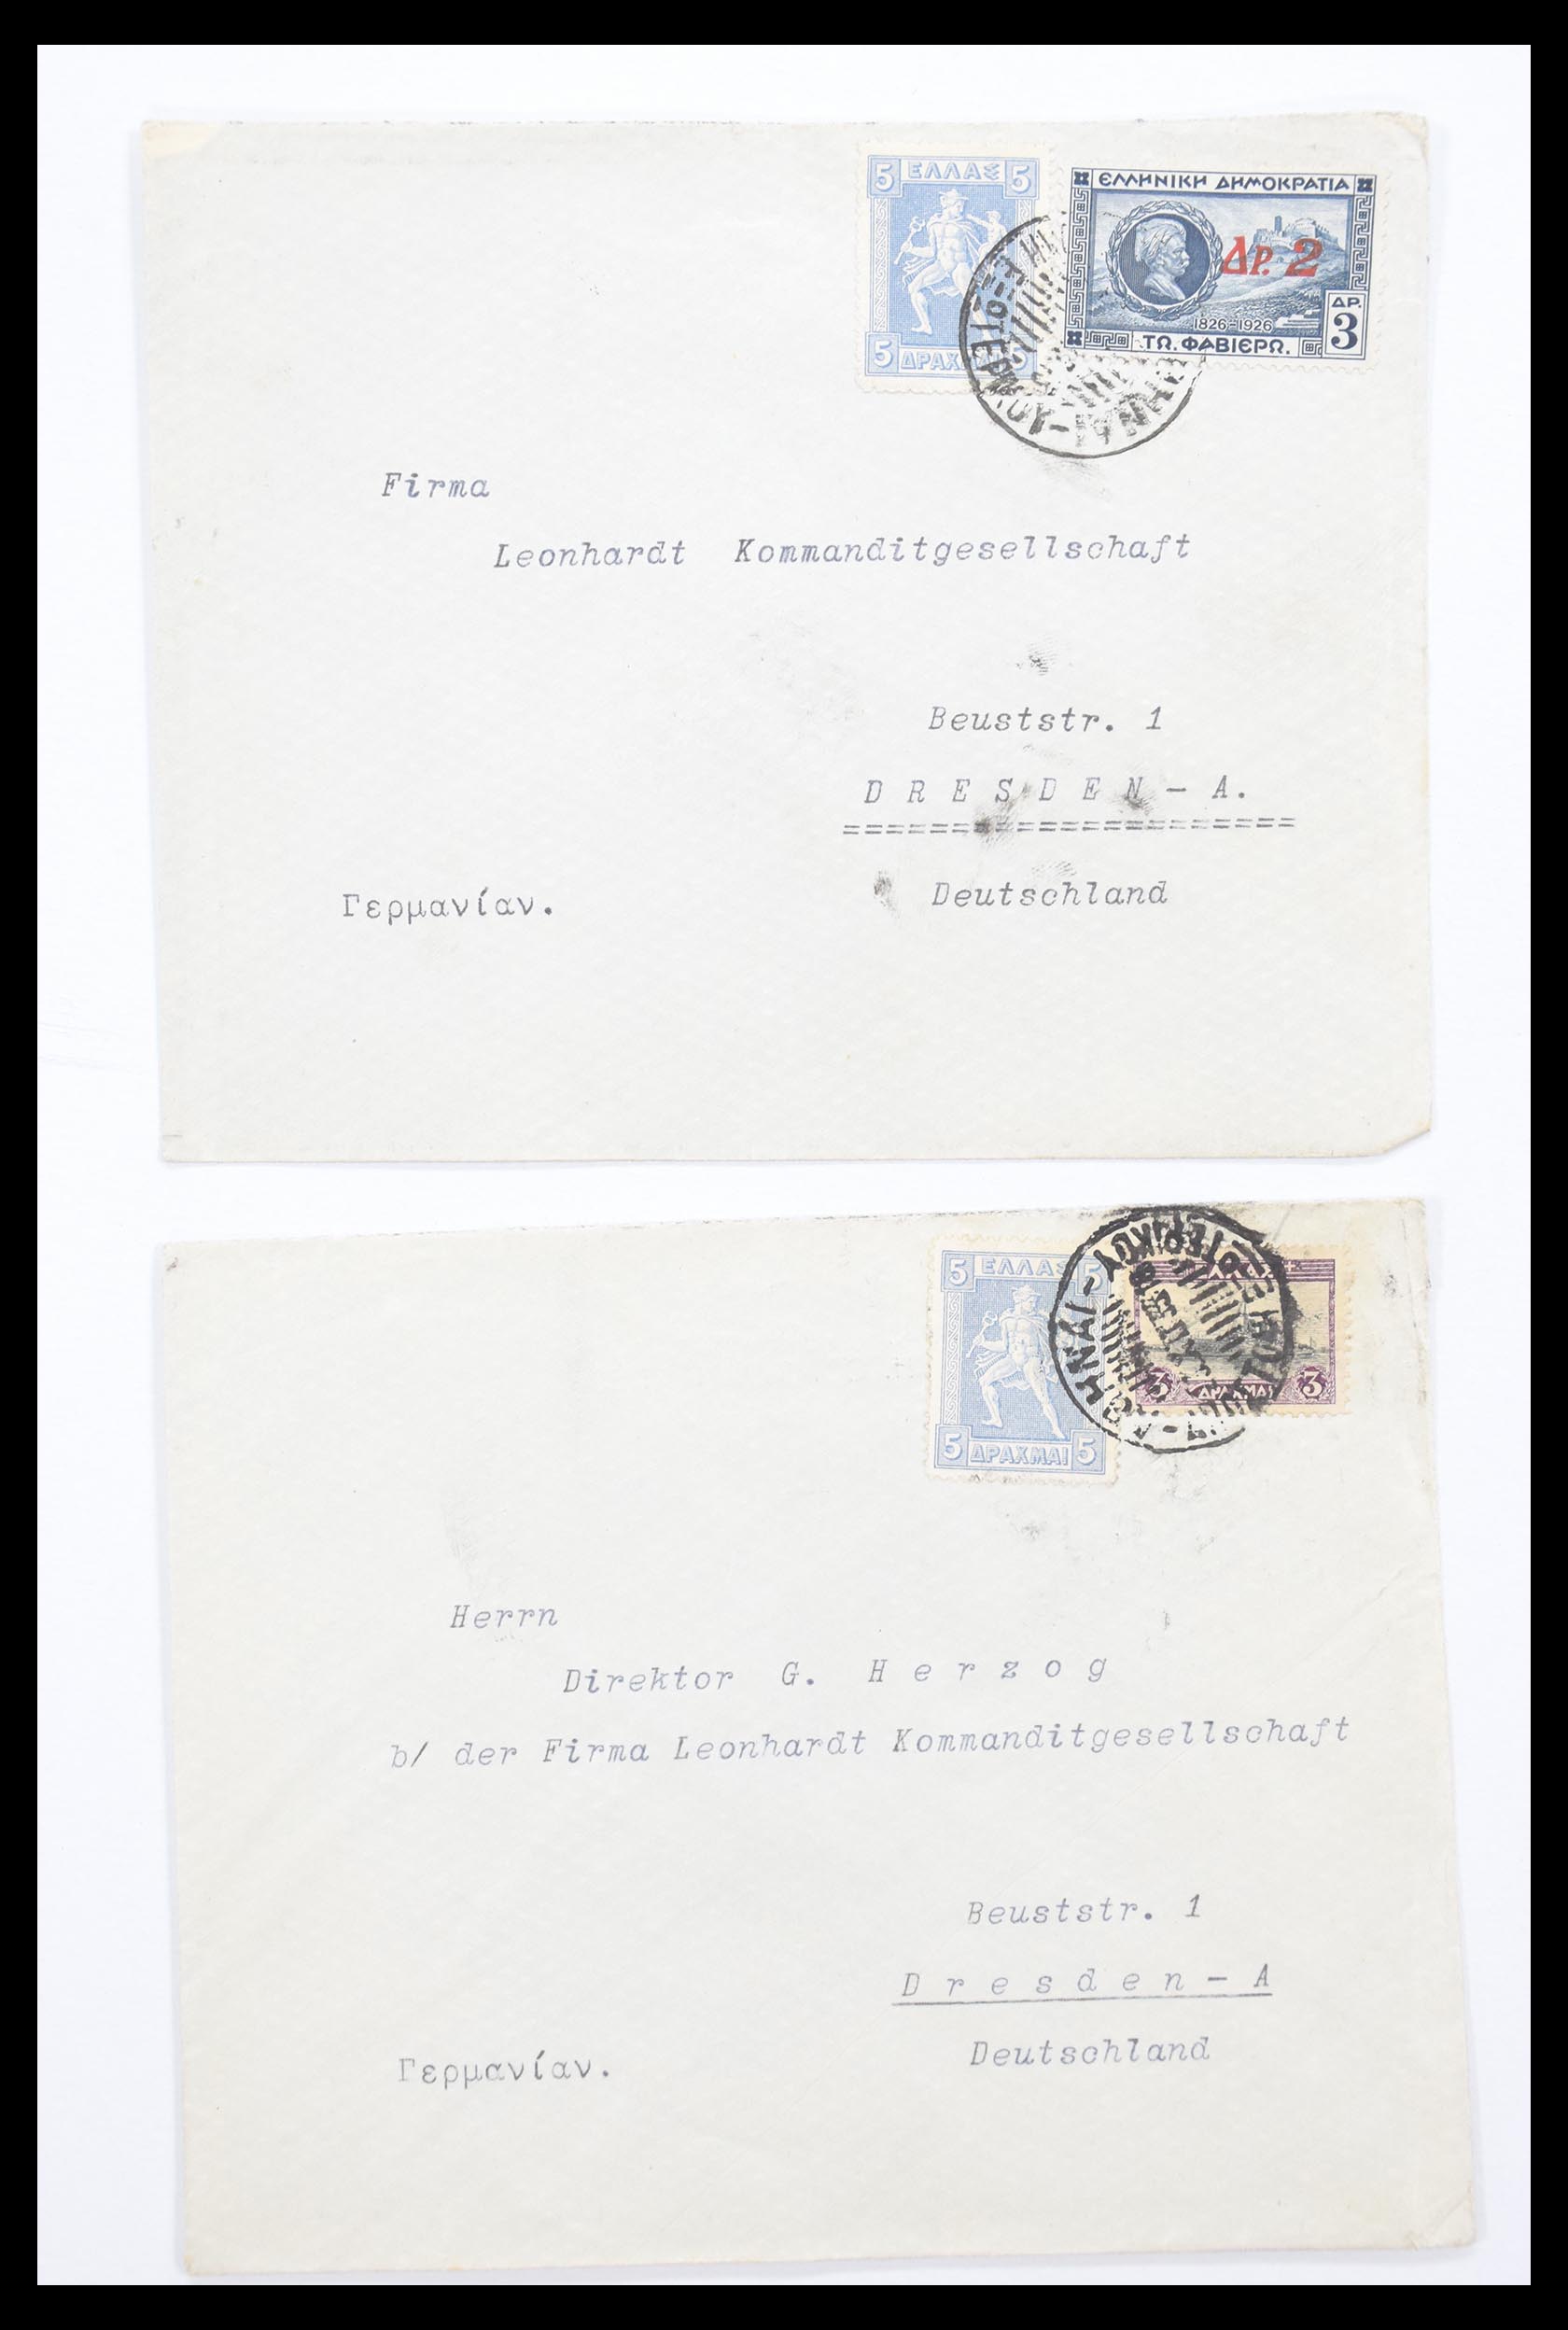 5 ΕΛΛΑΣ 5
5 ΔΡΑΧΜΑΙ 5
ΕΛΛΗΝΙΚΗ ΔΗΜΟΚΡΑΤΙΑ
ΔΡ. 2
1826-1926
ΔΡ. 3
ΤΩ. ΦΑΒΙΕΡΩ.
Firma
Leonhardt Kommanditgesellschaft
Beuststr. 1
D R E S D E N - A.
=====================
Γερμανίαν.
Deutschland
5 ΕΛΛΑΣ 5
5 ΔΡΑΧΜΑΙ 5
3 ΔΡΑΧΜΑΙ 3
Herrn
Direktor G. H e r z o g
b/ der Firma Leonhardt Kommanditgesellschaft
Beuststr. 1
D r e s d e n - A
Deutschland
Γερμανίαν.